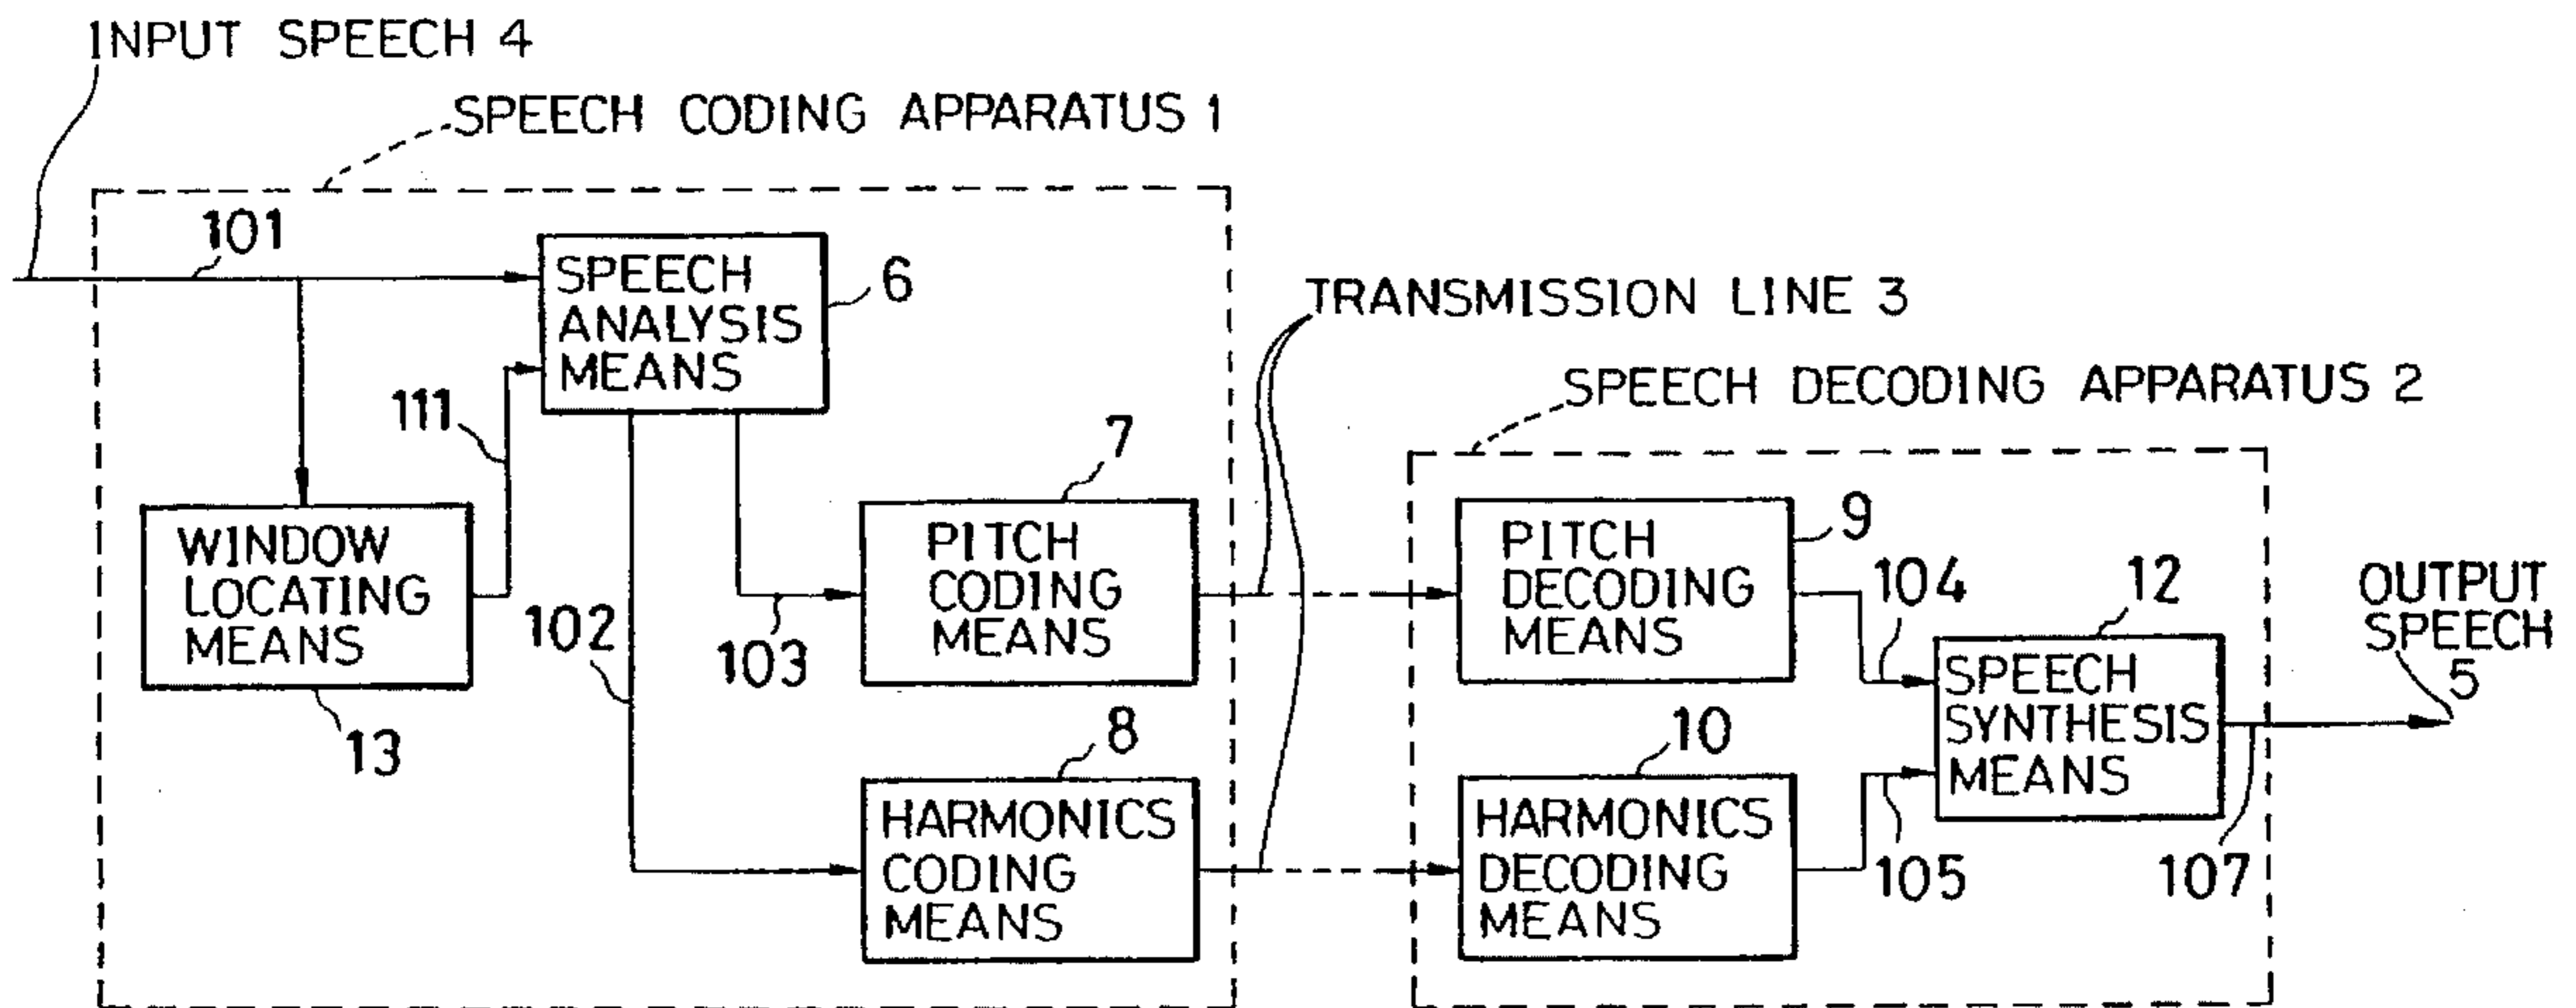 INPUT SPEECH 4
SPEECH CODING APPARATUS 1
101
SPEECH
ANALYSIS
MEANS
6
111
WINDOW
LOCATING
MEANS
13
102
103
7
PITCH
CODING
MEANS
8
HARMONICS
CODING
MEANS
TRANSMISSION LINE 3
SPEECH DECODING APPARATUS 2
PITCH
DECODING
MEANS
9
104
10
HARMONICS
DECODING
MEANS
105
12
SPEECH
SYNTHESIS
MEANS
107
OUTPUT
SPEECH
5